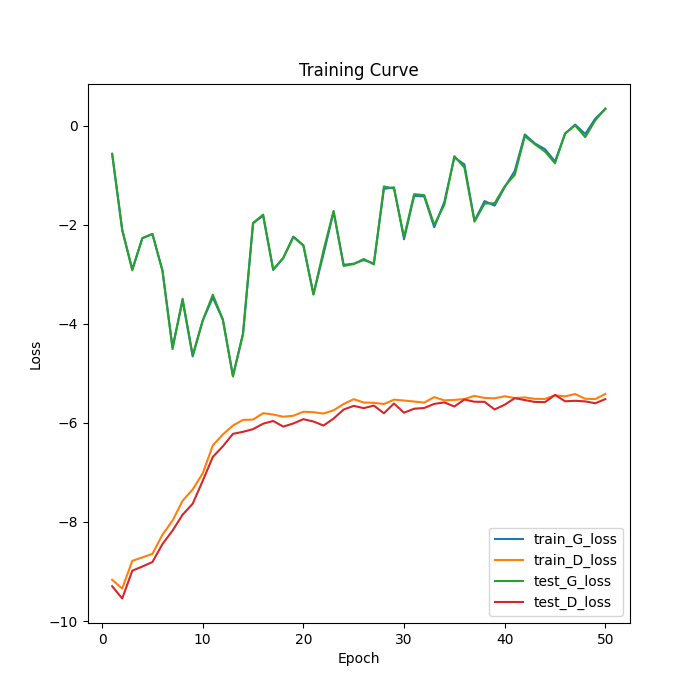 Training Curve
0
−2
−4
−6
−8
−10
Loss
0
10
20
30
40
50
Epoch
train_G_loss
train_D_loss
test_G_loss
test_D_loss